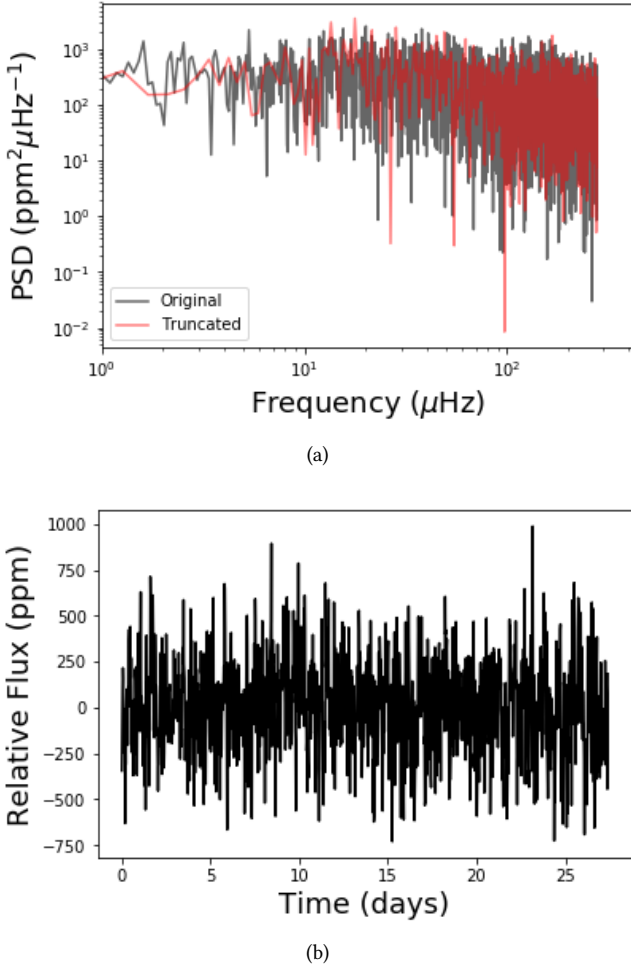 10³
10²
10¹
10⁰
10⁻¹
10⁻²
PSD (ppm²μHz⁻¹)
Original
Truncated
10⁰ 10¹ 10²
Frequency (μHz)
(a)
1000
750
500
250
0
−250
−500
−750
Relative Flux (ppm)
0 5 10 15 20 25
Time (days)
(b)